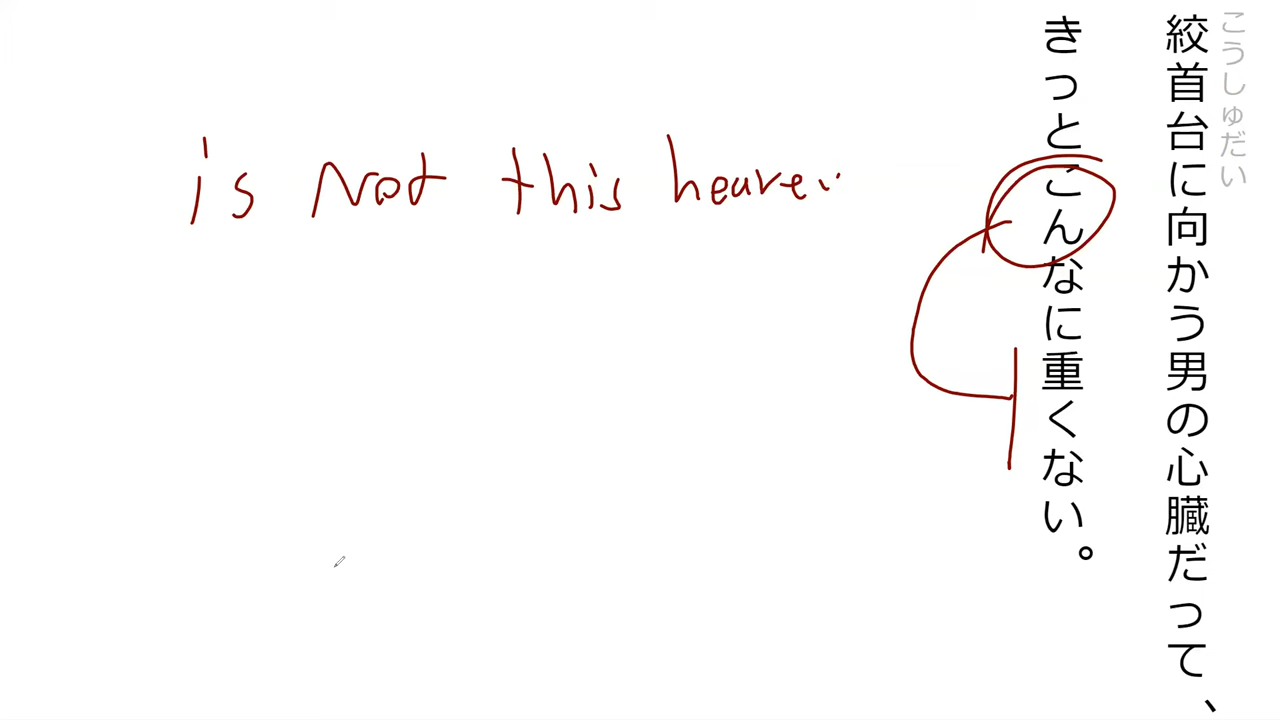 こうしゅだい
絞首台に向かう男の心臓だって、
きっとこんなに重くない。
is not this